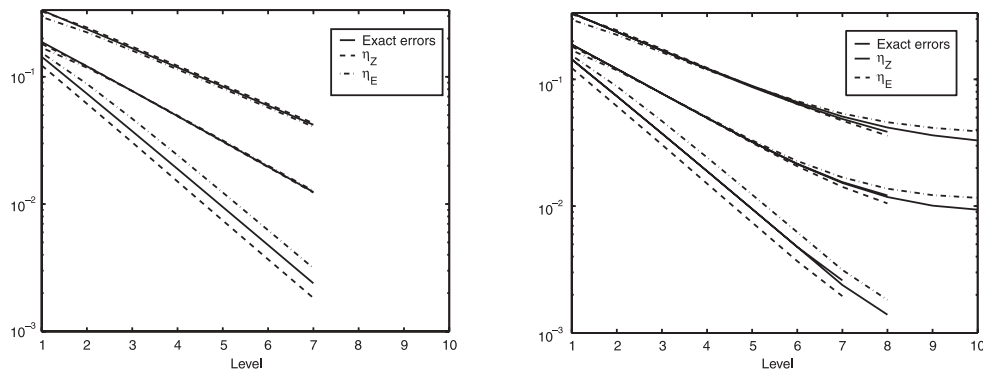 10⁻¹
10⁻²
10⁻³
1 2 3 4 5 6 7 8 9 10
Level
Exact errors
η_Z
η_E
10⁻¹
10⁻²
10⁻³
1 2 3 4 5 6 7 8 9 10
Level
Exact errors
η_Z
η_E